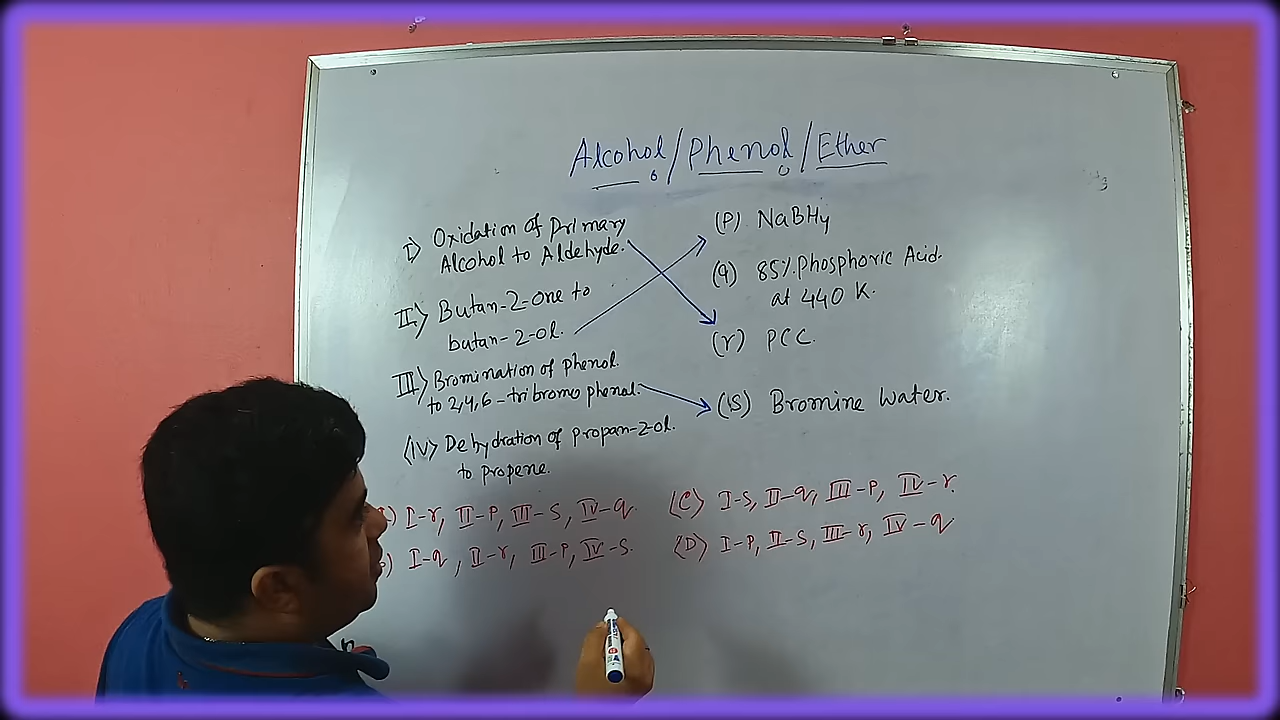 Alcohol/Phenol/Ether
I) Oxidation of Primary
Alcohol to Aldehyde.
II) Butan-2-one to
butan-2-ol.
III) Bromination of phenol.
to 2,4,6-tribromo phenol.
(IV) Dehydration of propan-2-ol.
to propene.
(P) NaBH4
(q) 85% Phosphoric Acid.
at 440 K.
(r) PCC.
(S) Bromine Water.
) I-r, II-P, III-S, IV-q.
) I-q, II-r, III-P, IV-S.
(C) I-S, II-q, III-P, IV-r.
(D) I-P, II-S, III-r, IV-q